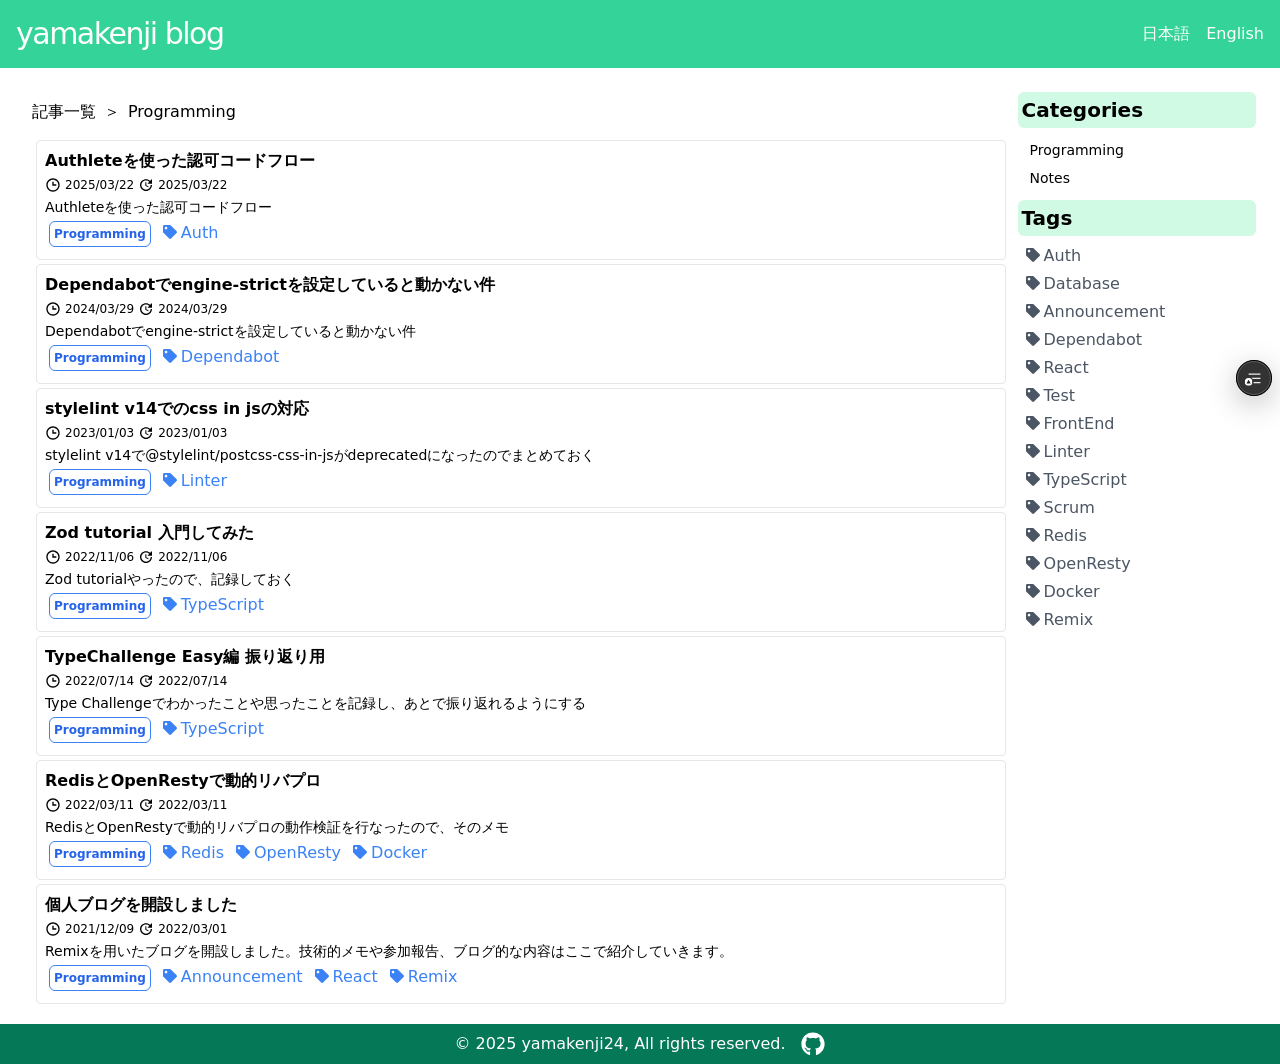 yamakenji blog
日本語 English
記事一覧 > Programming
Authleteを使った認可コードフロー
2025/03/22 2025/03/22
Authleteを使った認可コードフロー
Programming Auth
Dependabotでengine-strictを設定していると動かない件
2024/03/29 2024/03/29
Dependabotでengine-strictを設定していると動かない件
Programming Dependabot
stylelint v14でのcss in jsの対応
2023/01/03 2023/01/03
stylelint v14で@stylelint/postcss-css-in-jsがdeprecatedになったのでまとめておく
Programming Linter
Zod tutorial 入門してみた
2022/11/06 2022/11/06
Zod tutorialやったので、記録しておく
Programming TypeScript
TypeChallenge Easy編 振り返り用
2022/07/14 2022/07/14
Type Challengeでわかったことや思ったことを記録し、あとで振り返れるようにする
Programming TypeScript
RedisとOpenRestyで動的リバプロ
2022/03/11 2022/03/11
RedisとOpenRestyで動的リバプロの動作検証を行なったので、そのメモ
Programming Redis OpenResty Docker
個人ブログを開設しました
2021/12/09 2022/03/01
Remixを用いたブログを開設しました。技術的メモや参加報告、ブログ的な内容はここで紹介していきます。
Programming Announcement React Remix
Categories
Programming
Notes
Tags
Auth
Database
Announcement
Dependabot
React
Test
FrontEnd
Linter
TypeScript
Scrum
Redis
OpenResty
Docker
Remix
© 2025 yamakenji24, All rights reserved.